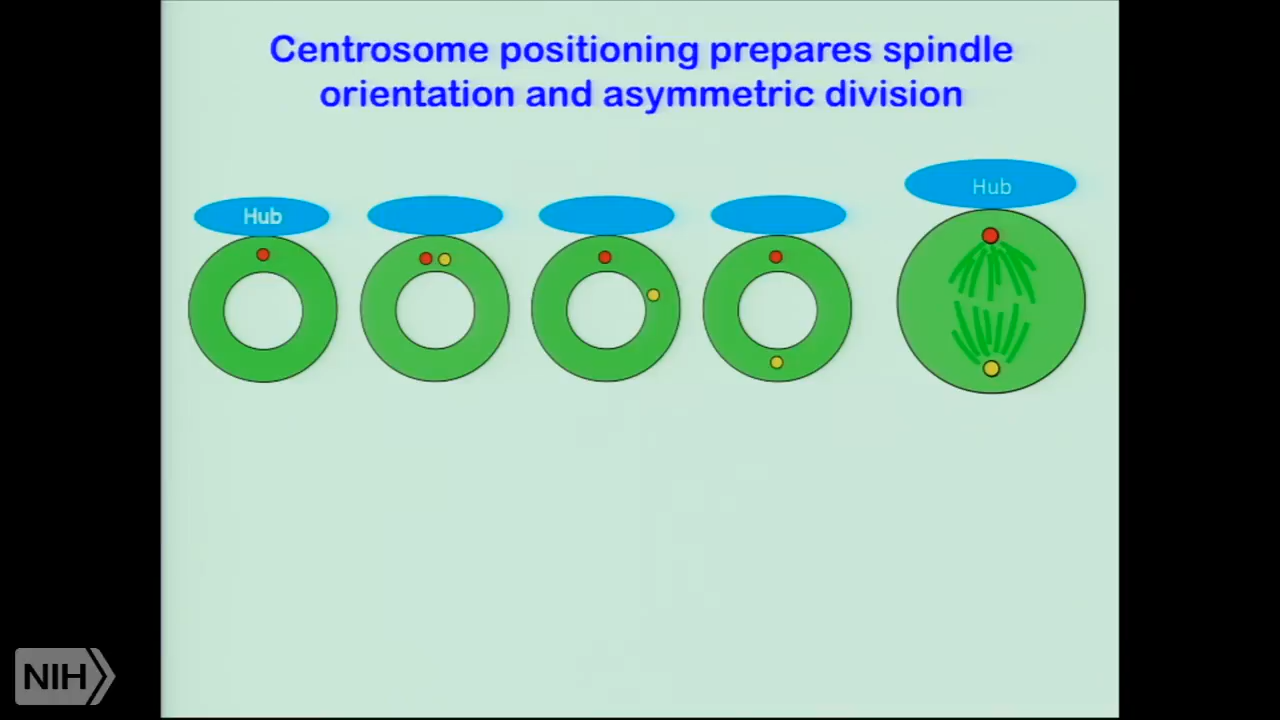 Centrosome positioning prepares spindle
orientation and asymmetric division
Hub
Hub
NIH